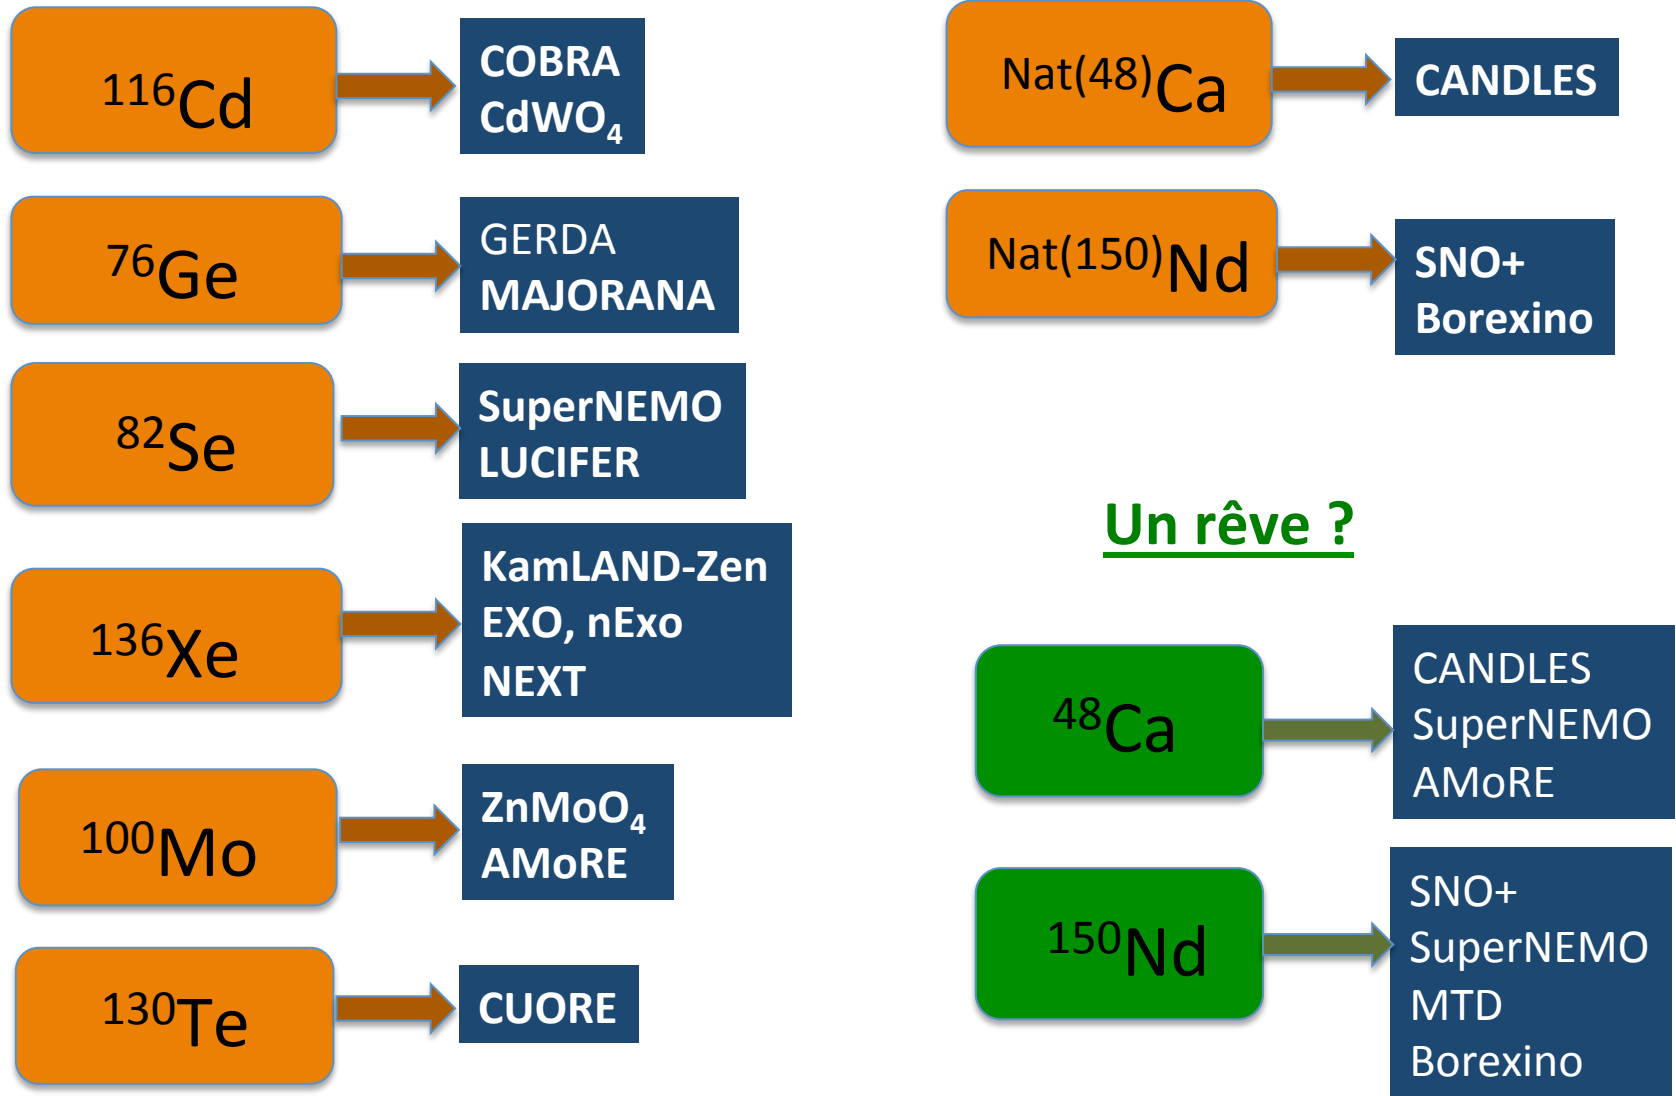 ¹¹⁶Cd
COBRA
CdWO₄
⁷⁶Ge
GERDA
MAJORANA
⁸²Se
SuperNEMO
LUCIFER
¹³⁶Xe
KamLAND-Zen
EXO, nExo
NEXT
¹⁰⁰Mo
ZnMoO₄
AMoRE
¹³⁰Te
CUORE
ᴺᵃᵗ⁽⁴⁸⁾Ca
CANDLES
ᴺᵃᵗ⁽¹⁵⁰⁾Nd
SNO+
Borexino
Un rêve ?
⁴⁸Ca
CANDLES
SuperNEMO
AMoRE
¹⁵⁰Nd
SNO+
SuperNEMO
MTD
Borexino